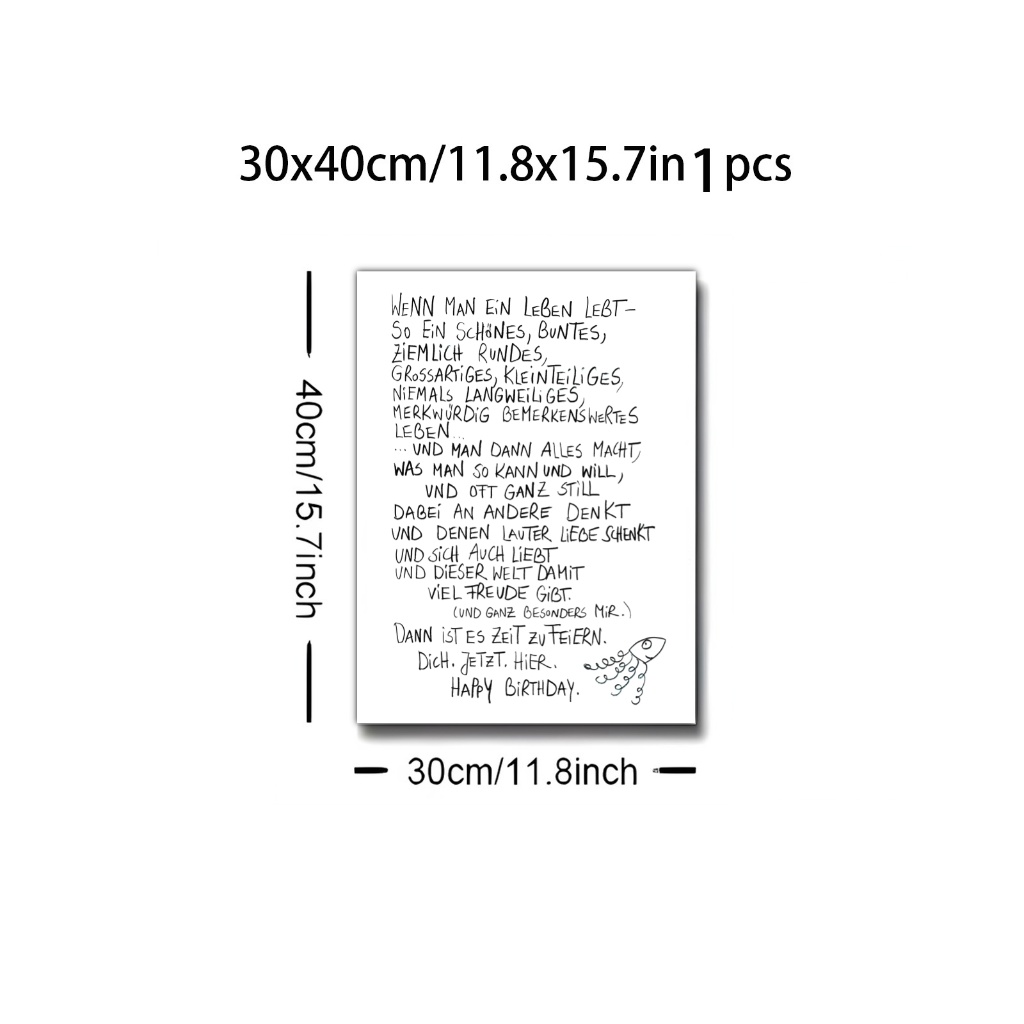 30x40cm/11.8x15.7in1pcs
WENN MAN EIN LEBEN LEBT –
SO EIN SCHÖNES, BUNTES,
ZIEMLICH RUNDES,
GROSSARTIGES, KLEINTEILIGES,
NIEMALS LANGWEILIGES,
MERKWÜRDIG BEMERKENSWERTES
LEBEN...
... UND MAN DANN ALLES MACHT,
WAS MAN SO KANN UND WILL,
UND OFT GANZ STILL
DABEI AN ANDERE DENKT
UND DENEN LAUTER LIEBE SCHENKT
UND SICH AUCH LIEBT
UND DIESER WELT DAMIT
VIEL FREUDE GIBT.
(UND GANZ BESONDERS MIR.)
DANN IST ES ZEIT ZU FEIERN.
DICH. JETZT. HIER.
HAPPY BIRTHDAY.
40cm/15.7inch
30cm/11.8inch